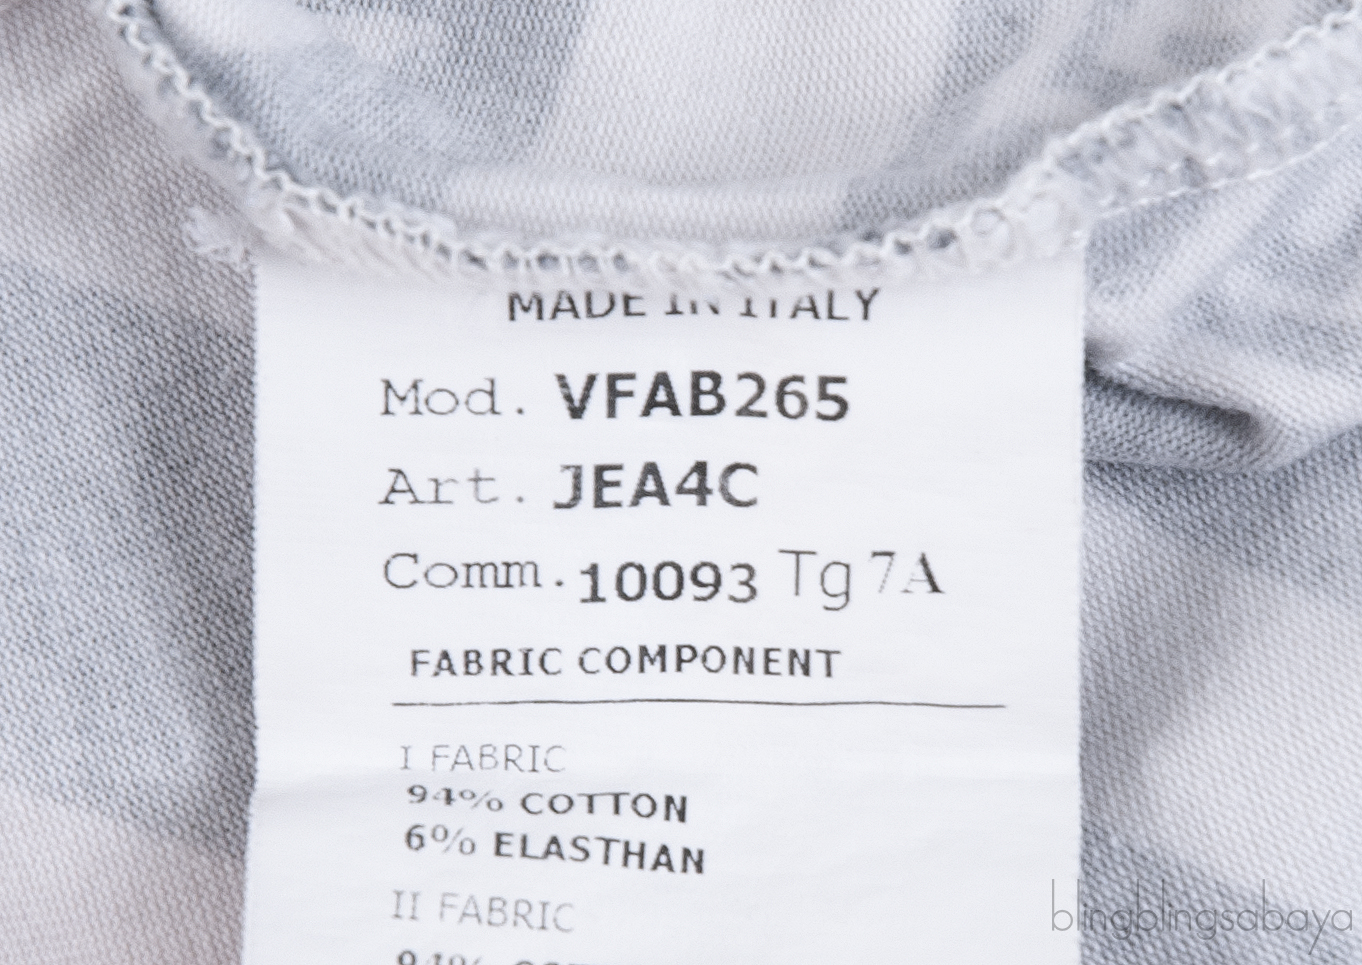 MADE IN ITALY
Mod. VFAB265
Art. JEA4C
Comm. 10093 Tg 7A
FABRIC COMPONENT
I FABRIC
94% COTTON
6% ELASTHAN
II FABRIC
94%
blingblingsabaya